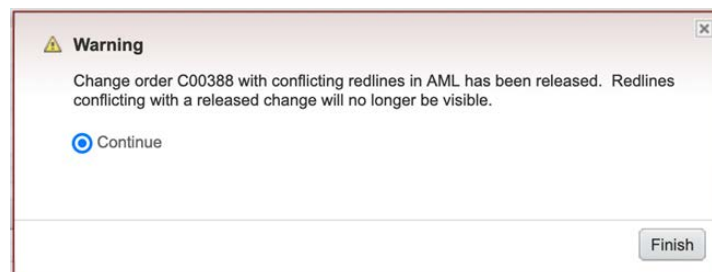 Warning
Change order C00388 with conflicting redlines in AML has been released.  Redlines
conflicting with a released change will no longer be visible.
Continue
Finish